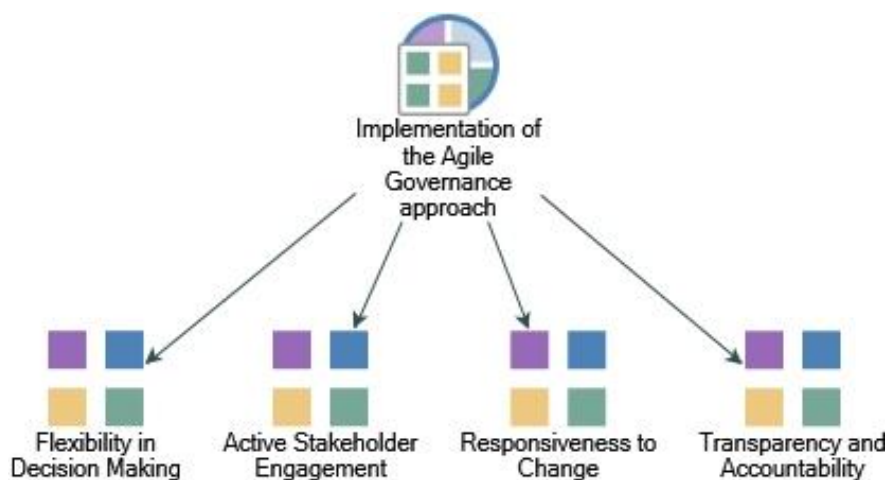 Implementation of
the Agile
Governance
approach
Flexibility in
Decision Making
Active Stakeholder
Engagement
Responsiveness to
Change
Transparency and
Accountability